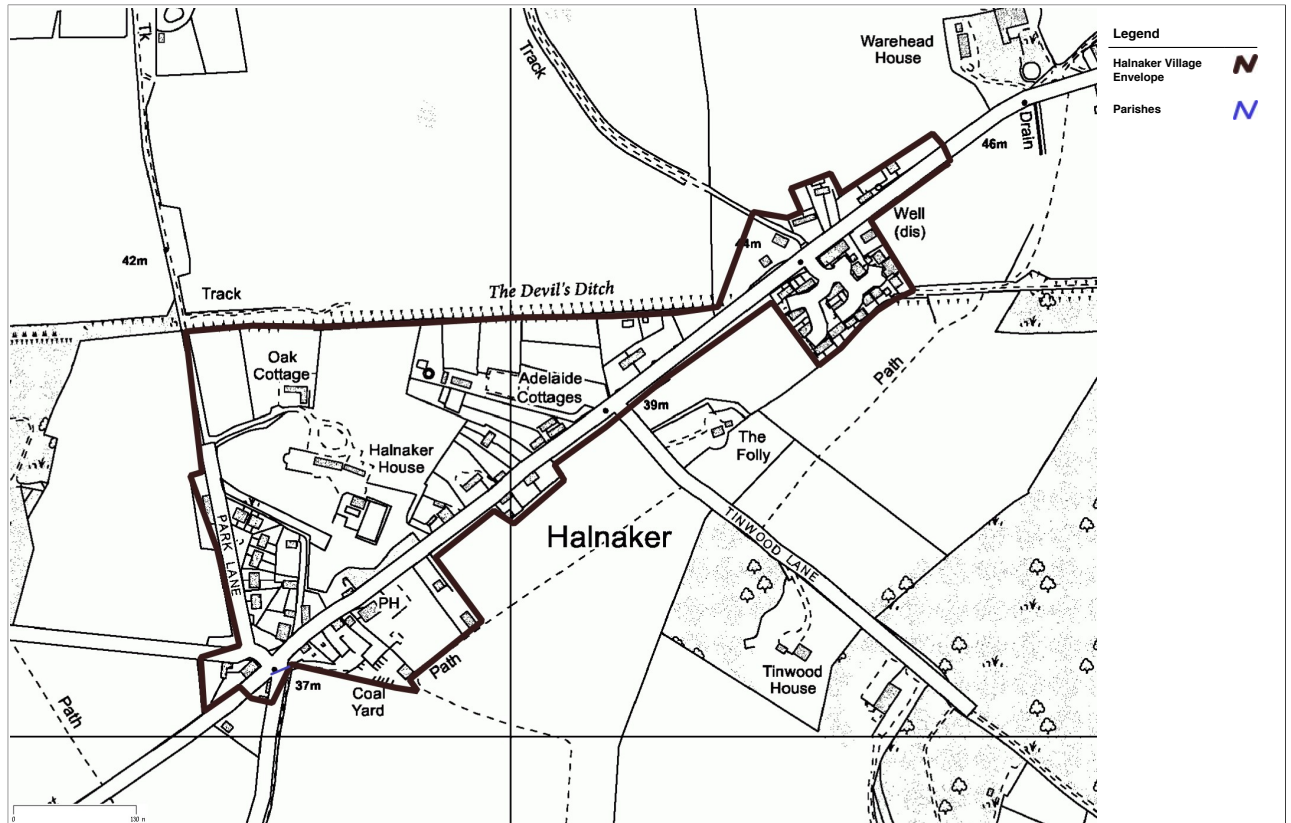 Legend
Halnaker Village
Envelope
Parishes
Tk
Track
Warehead
House
Drain
46m
Well
(dis)
44m
42m
Track
The Devil's Ditch
Oak
Cottage
Adelaide
Cottages
39m
Path
The
Folly
Halnaker
House
PARK LANE
Halnaker
TINWOOD LANE
PH
Path
Tinwood
House
37m
Coal
Yard
Path
0
130 m